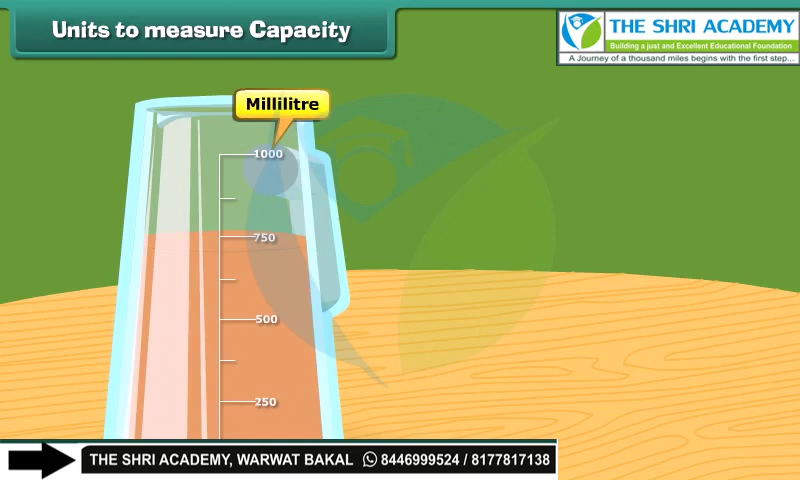 Units to measure Capacity
THE SHRI ACADEMY
Building a just and Excellent Educational Foundation
A Journey of a thousand miles begins with the first step...
Millilitre
1000
750
500
250
THE SHRI ACADEMY, WARWAT BAKAL 8446999524 / 8177817138